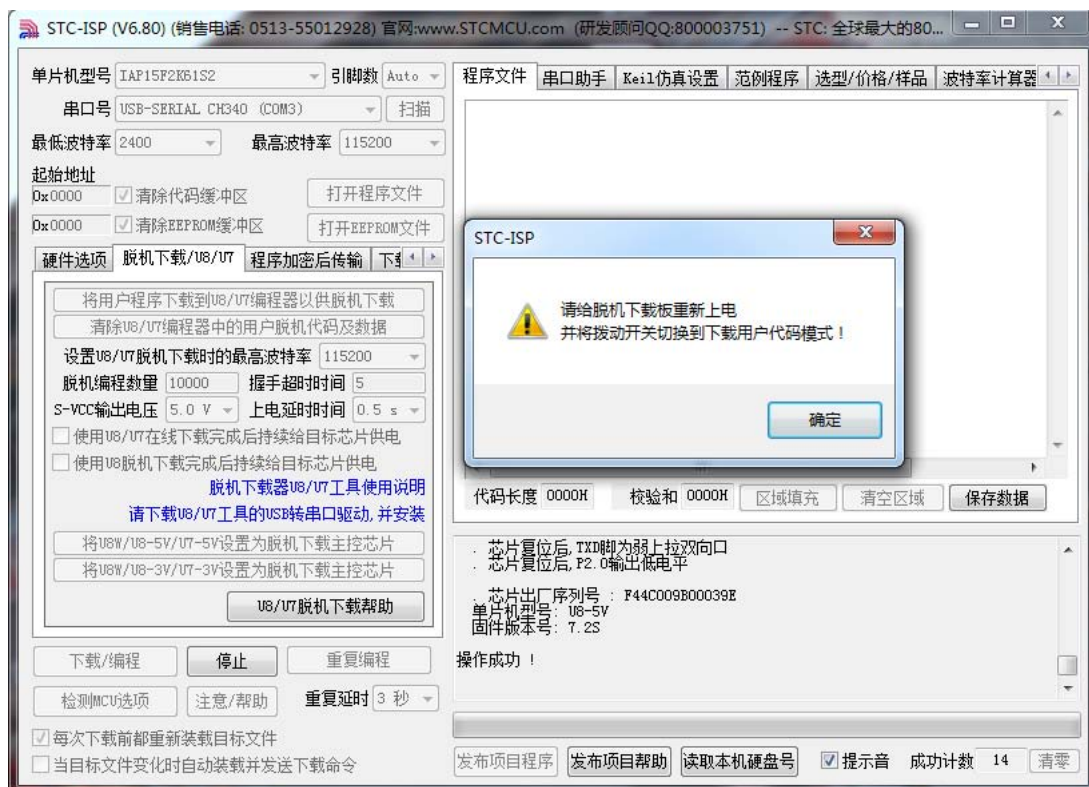 STC-ISP (V6.80) (销售电话: 0513-55012928) 官网:www.STCMCU.com (研发顾问QQ:800003751) -- STC: 全球最大的80...
单片机型号 IAP15F2K61S2 引脚数 Auto
串口号 USB-SERIAL CH340 (COM3) 扫描
最低波特率 2400 最高波特率 115200
起始地址
0x0000 清除代码缓冲区 打开程序文件
0x0000 清除EEPROM缓冲区 打开EEPROM文件
硬件选项 脱机下载/U8/U7 程序加密后传输
将用户程序下载到U8/U7编程器以供脱机下载
清除U8/U7编程器中的用户脱机代码及数据
设置U8/U7脱机下载时的最高波特率 115200
脱机编程数量 10000 握手超时时间 5
S-VCC输出电压 5.0 V 上电延时时间 0.5 s
使用U8/U7在线下载完成后持续给目标芯片供电
使用U8脱机下载完成后持续给目标芯片供电
脱机下载器U8/U7工具使用说明
请下载U8/U7工具的USB转串口驱动,并安装
将U8W/U8-5V/U7-5V设置为脱机下载主控芯片
将U8W/U8-3V/U7-3V设置为脱机下载主控芯片
U8/U7脱机下载帮助
下载/编程 停止 重复编程
检测MCU选项 注意/帮助 重复延时 3 秒
每次下载前都重新装载目标文件
当目标文件变化时自动装载并发送下载命令
程序文件 串口助手 Keil仿真设置 范例程序 选型/价格/样品 波特率计算器
STC-ISP
请给脱机下载板重新上电
并将拨动开关切换到下载用户代码模式！
确定
代码长度 0000H 校验和 0000H 区域填充 清空区域 保存数据
. 芯片复位后,TXD脚为弱上拉双向口
. 芯片复位后,P2.0输出低电平
. 芯片出厂序列号 : F44C009B00039E
单片机型号: U8-5V
固件版本号: 7.2S
操作成功 !
发布项目程序 发布项目帮助 读取本机硬盘号 提示音 成功计数 14 清零